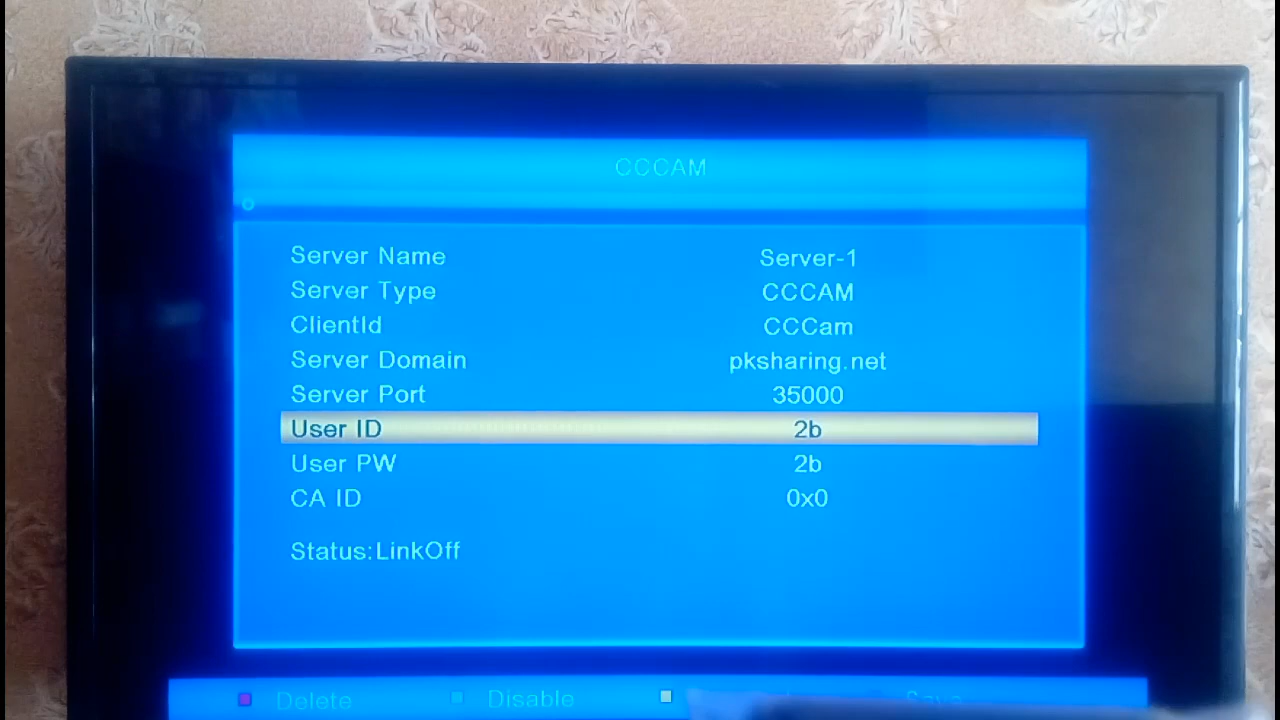 CCCAM
Server Name Server-1
Server Type CCCAM
ClientId CCCam
Server Domain pksharing.net
Server Port 35000
User ID 2b
User PW 2b
CA ID 0x0
Status:LinkOff
Delete Disable Save